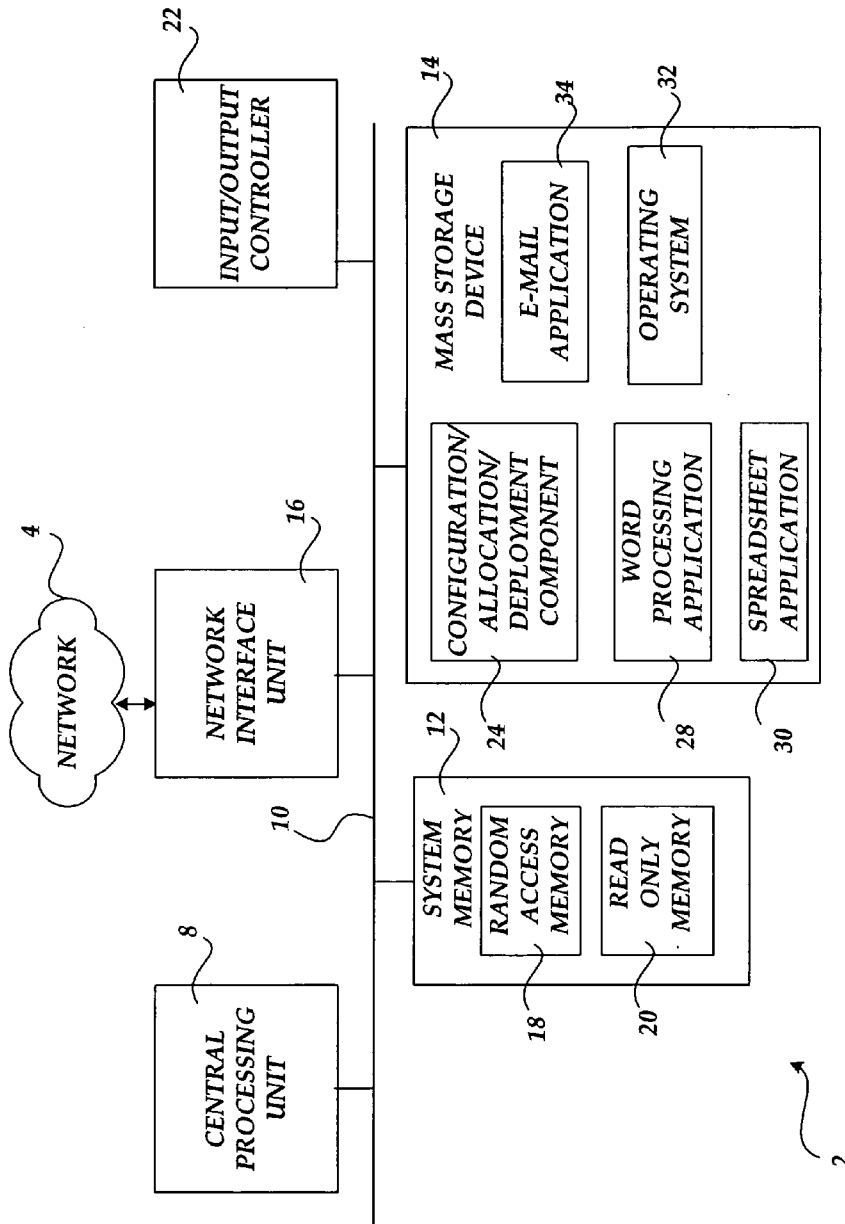 4
NETWORK
8
CENTRAL
PROCESSING
UNIT
16
NETWORK
INTERFACE
UNIT
22
INPUT/OUTPUT
CONTROLLER
10
12
SYSTEM
MEMORY
RANDOM
ACCESS
MEMORY
18
READ
ONLY
MEMORY
20
14
MASS STORAGE
DEVICE
CONFIGURATION/
ALLOCATION/
DEPLOYMENT
COMPONENT
24
34
E-MAIL
APPLICATION
WORD
PROCESSING
APPLICATION
28
32
OPERATING
SYSTEM
SPREADSHEET
APPLICATION
30
2